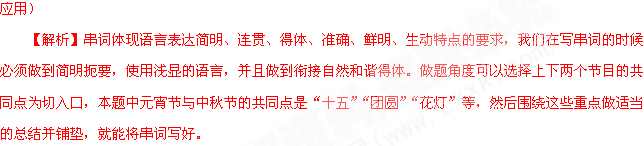 应用）
【解析】串词体现语言表达简明、连贯、得体、准确、鲜明、生动特点的要求，我们在写串词的时候
必须做到简明扼要，使用浅显的语言，并且做到衔接自然和谐得体。做题角度可以选择上下两个节目的共
同点为切入口，本题中元宵节与中秋节的共同点是“十五”“团圆”“花灯”等，然后围绕这些重点做适当
的总结并铺垫，就能将串词写好。